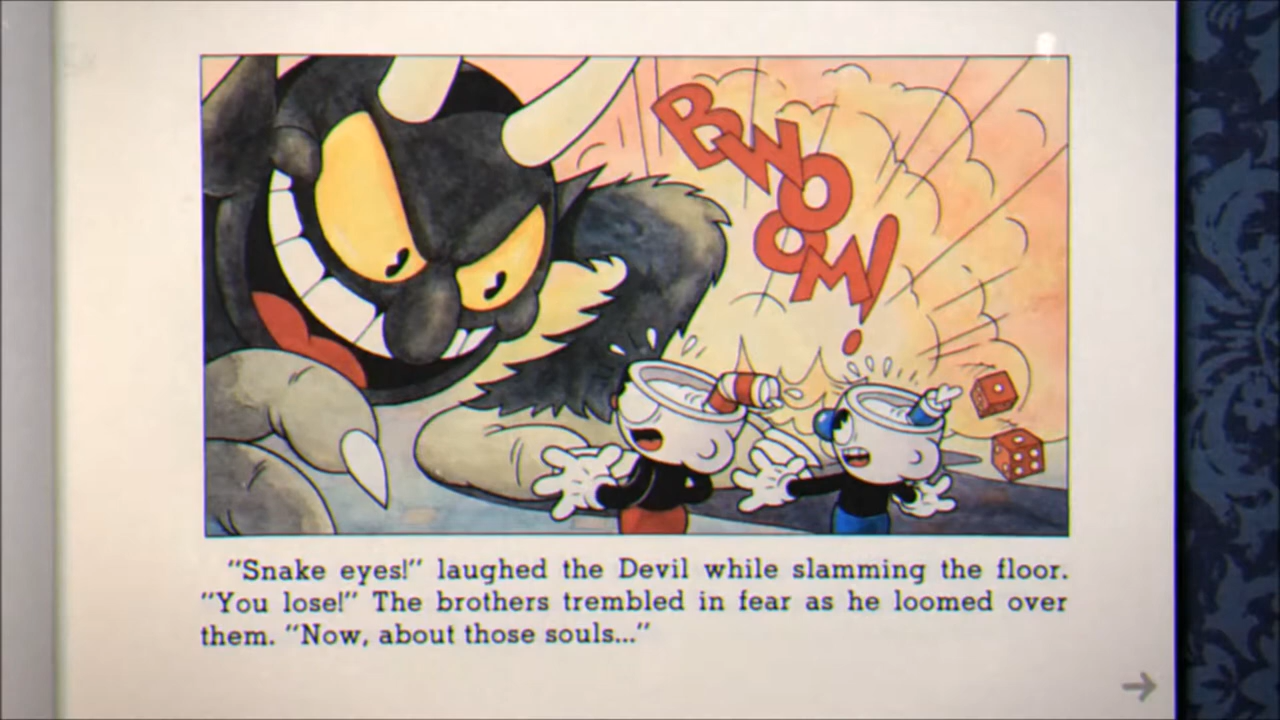 BWOOM!
"Snake eyes!" laughed the Devil while slamming the floor.
"You lose!" The brothers trembled in fear as he loomed over
them. "Now, about those souls..."